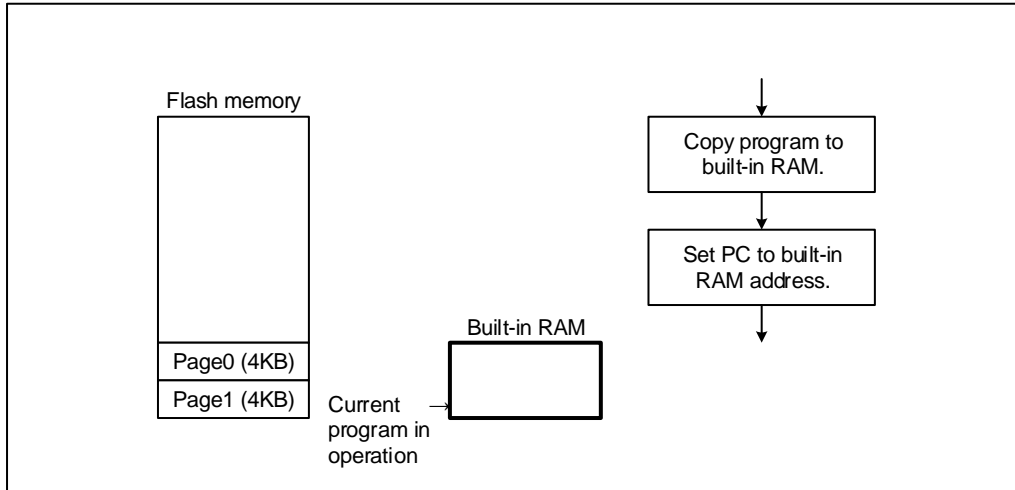 Flash memory
Page0 (4KB)
Page1 (4KB)
Built-in RAM
Current
program in
operation
Copy program to
built-in RAM.
Set PC to built-in
RAM address.